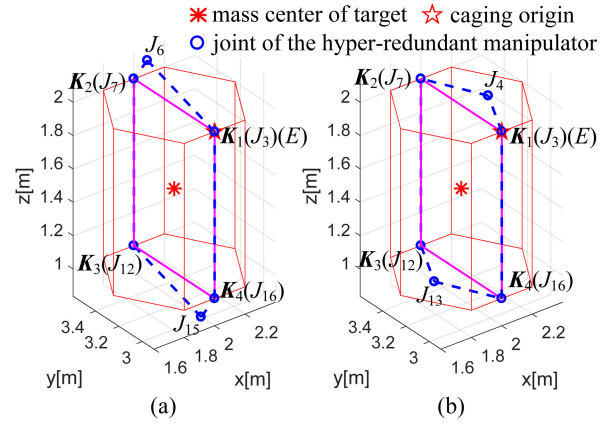 mass center of target caging origin
joint of the hyper-redundant manipulator
J6
K2(J7)
K1(J3)(E)
K3(J12)
K4(J16)
J15
z[m]
2
1.8
1.6
1.4
1.2
1
3.4
3.2
3
y[m]
1.6
1.8
2
2.2
x[m]
(a)
K2(J7)
J4
K1(J3)(E)
K3(J12)
K4(J16)
J13
z[m]
2
1.8
1.6
1.4
1.2
1
3.4
3.2
3
y[m]
1.6
1.8
2
2.2
x[m]
(b)